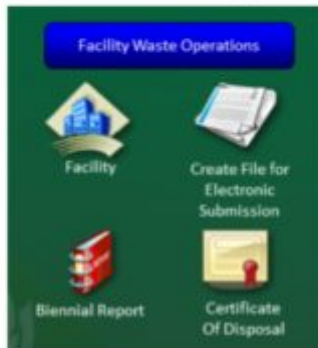 Facility Waste Operations
Facility
Create File for
Electronic
Submission
Biennial Report
Certificate
Of Disposal